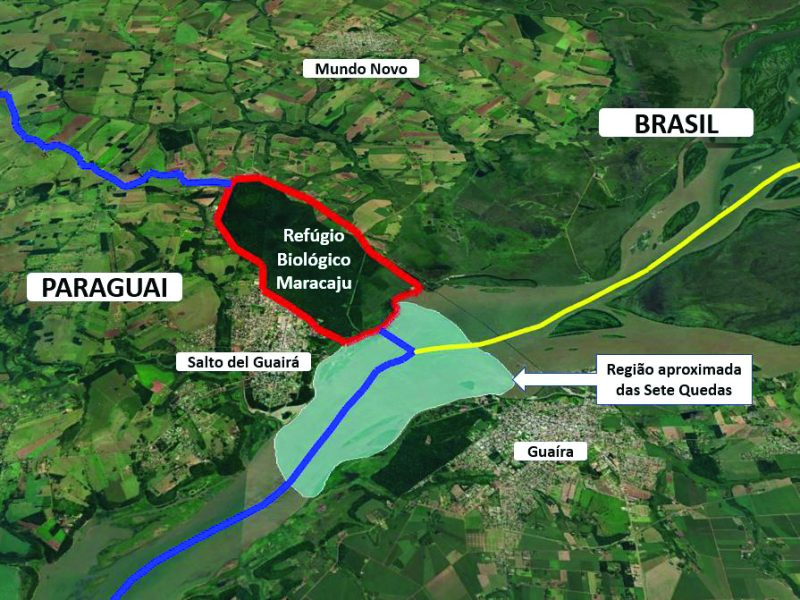 Mundo Novo
BRASIL
Refúgio
Biológico
Maracaju
PARAGUAI
Salto del Guairá
Região aproximada
das Sete Quedas
Guaíra